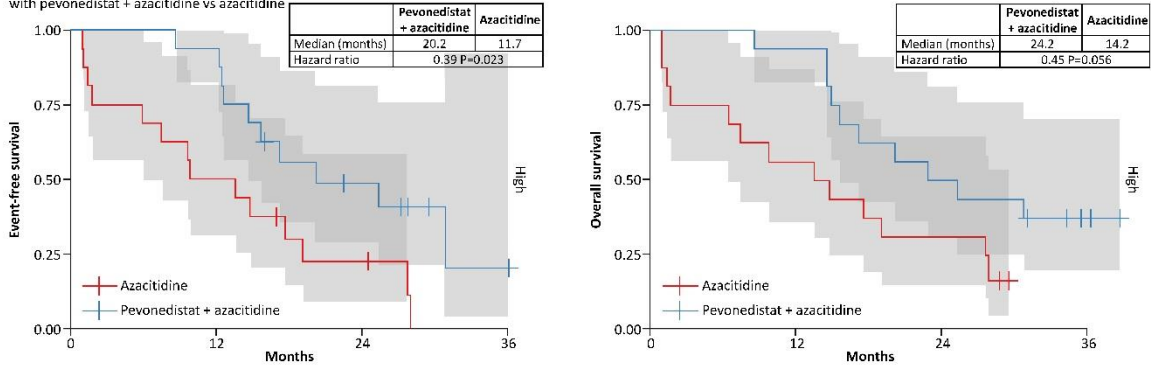 with pevonedistat + azacitidine vs azacitidine
Pevonedistat + azacitidine
Azacitidine
Median (months) 20.2 11.7
Hazard ratio 0.39 P=0.023
1.00
0.75
0.50
0.25
0.00
Event-free survival
High
Azacitidine
Pevonedistat + azacitidine
0 12 24 36
Months
Pevonedistat + azacitidine
Azacitidine
Median (months) 24.2 14.2
Hazard ratio 0.45 P=0.056
1.00
0.75
0.50
0.25
0.00
Overall survival
High
Azacitidine
Pevonedistat + azacitidine
0 12 24 36
Months